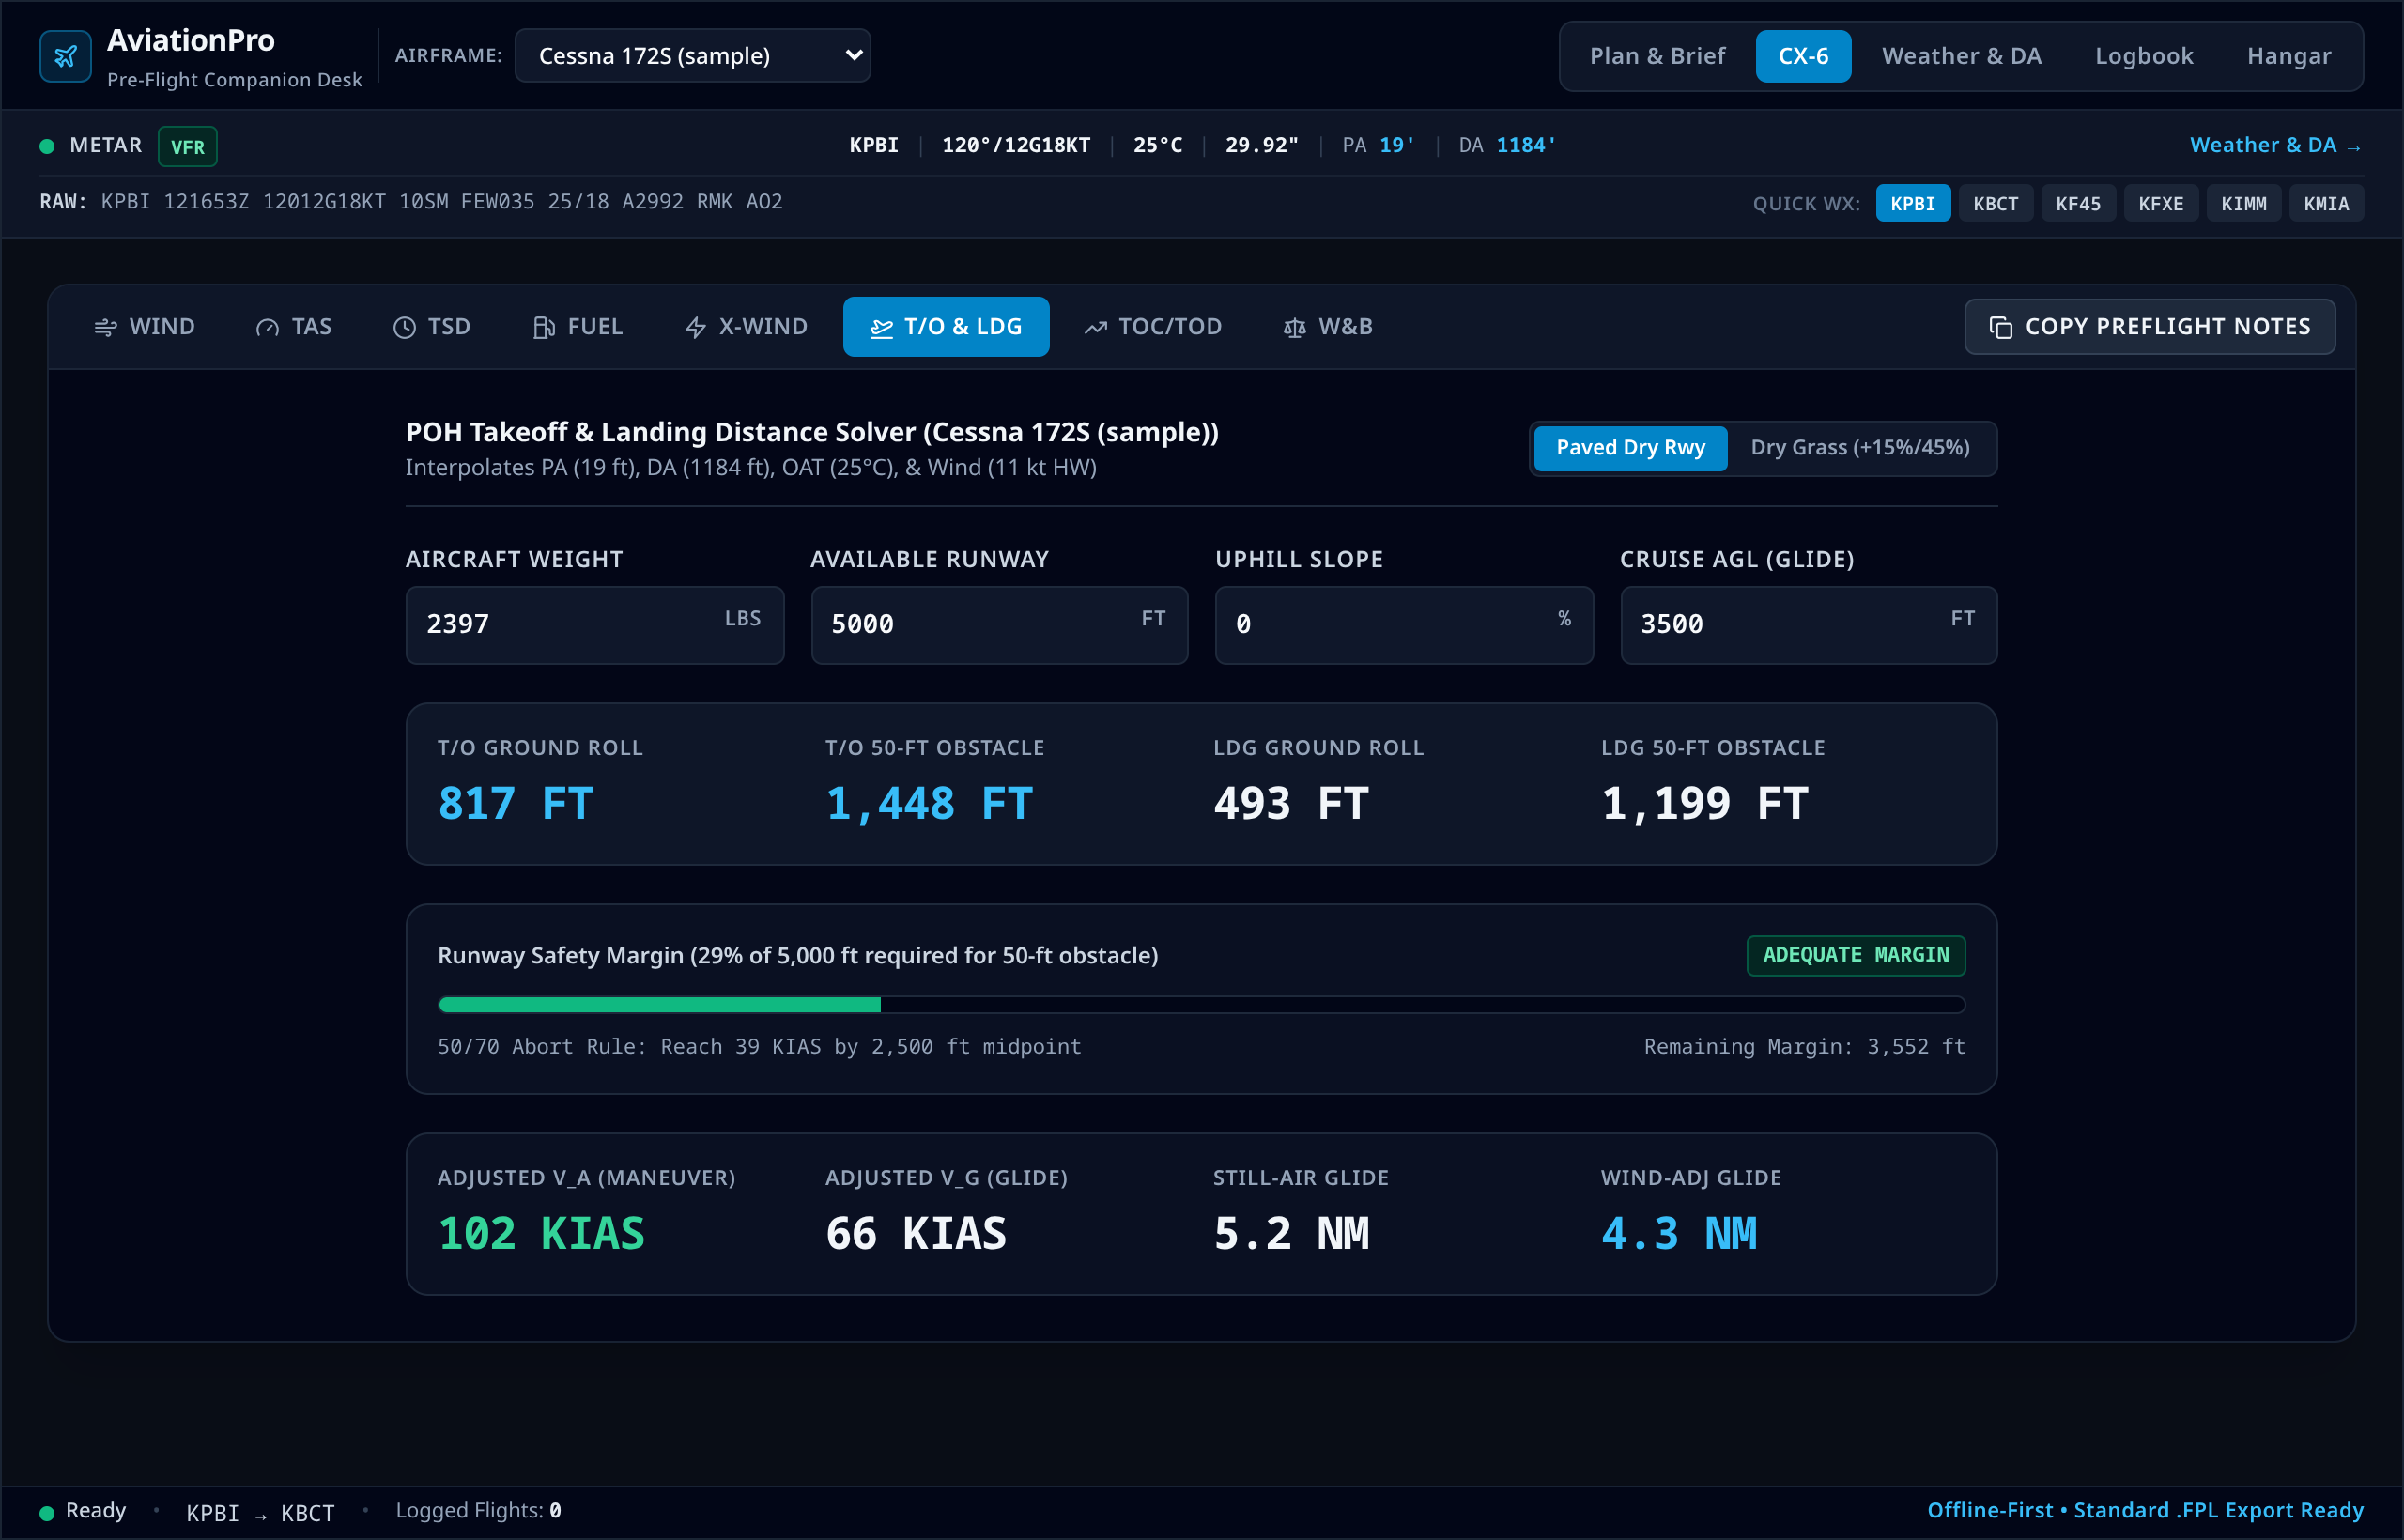 AviationPro
Pre-Flight Companion Desk
AIRFRAME: Cessna 172S (sample)
Plan & Brief CX-6 Weather & DA Logbook Hangar
METAR VFR
KPBI | 120°/12G18KT | 25°C | 29.92" | PA 19' | DA 1184'
Weather & DA →
RAW: KPBI 121653Z 12012G18KT 10SM FEW035 25/18 A2992 RMK AO2
QUICK WX: KPBI KBCT KF45 KFXE KIMM KMIA
WIND TAS TSD FUEL X-WIND T/O & LDG TOC/TOD W&B
COPY PREFLIGHT NOTES
POH Takeoff & Landing Distance Solver (Cessna 172S (sample))
Interpolates PA (19 ft), DA (1184 ft), OAT (25°C), & Wind (11 kt HW)
Paved Dry Rwy Dry Grass (+15%/45%)
AIRCRAFT WEIGHT AVAILABLE RUNWAY UPHILL SLOPE CRUISE AGL (GLIDE)
2397 LBS 5000 FT 0 % 3500 FT
T/O GROUND ROLL T/O 50-FT OBSTACLE LDG GROUND ROLL LDG 50-FT OBSTACLE
817 FT 1,448 FT 493 FT 1,199 FT
Runway Safety Margin (29% of 5,000 ft required for 50-ft obstacle)
ADEQUATE MARGIN
50/70 Abort Rule: Reach 39 KIAS by 2,500 ft midpoint
Remaining Margin: 3,552 ft
ADJUSTED V_A (MANEUVER) ADJUSTED V_G (GLIDE) STILL-AIR GLIDE WIND-ADJ GLIDE
102 KIAS 66 KIAS 5.2 NM 4.3 NM
Ready • KPBI → KBCT • Logged Flights: 0
Offline-First • Standard .FPL Export Ready